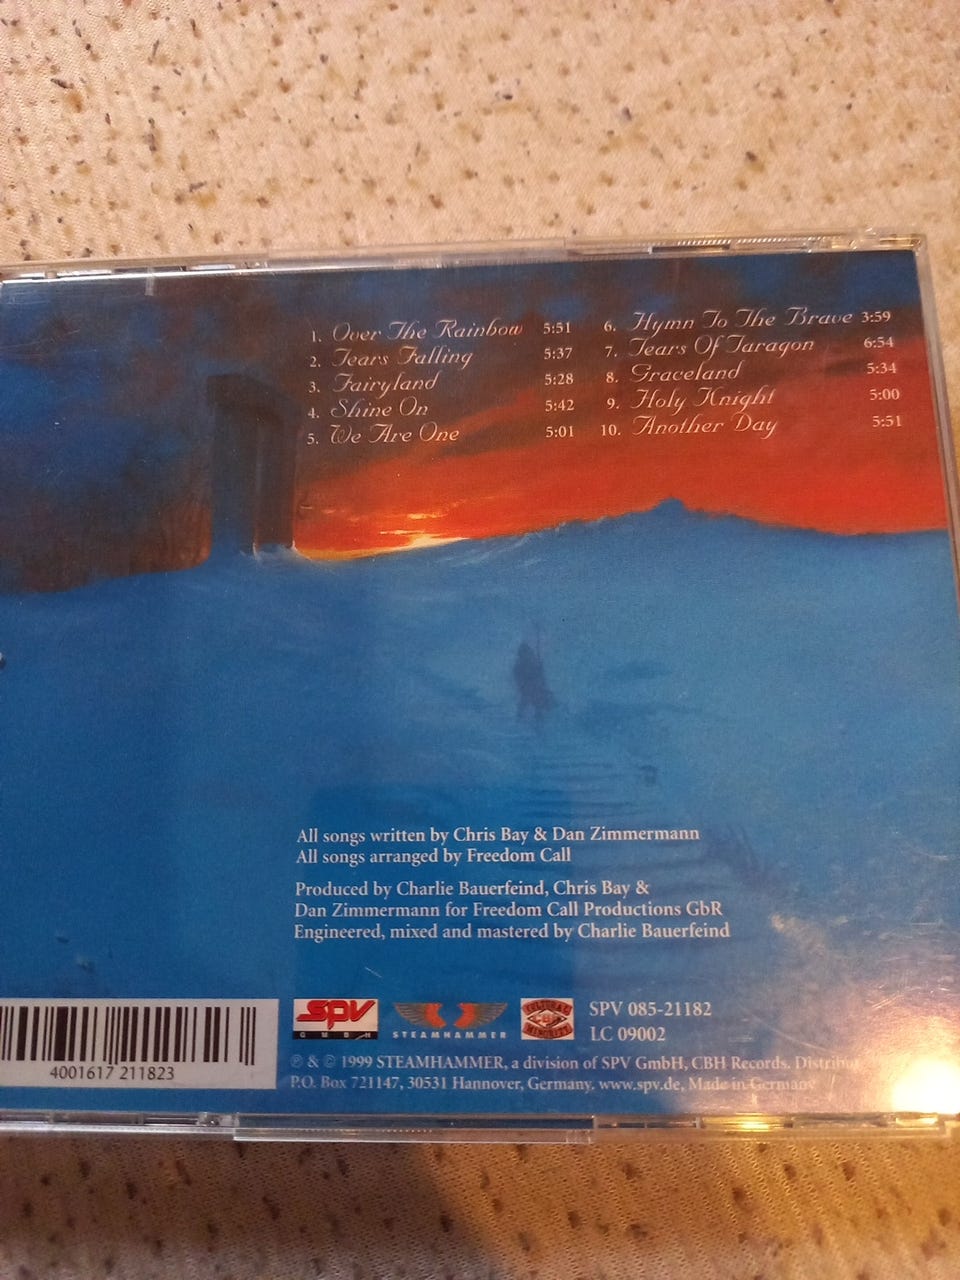 1. Over The Rainbow 5:51
2. Tears Falling 5:37
3. Fairyland 5:28
4. Shine On 5:42
5. We Are One 5:01
6. Hymn To The Brave 3:59
7. Tears Of Taragon 6:54
8. Graceland 5:34
9. Holy Knight 5:00
10. Another Day 5:51
All songs written by Chris Bay & Dan Zimmermann
All songs arranged by Freedom Call
Produced by Charlie Bauerfeind, Chris Bay &
Dan Zimmermann for Freedom Call Productions GbR
Engineered, mixed and mastered by Charlie Bauerfeind
4001617 211823
SPV
GMBH
STEAMHAMMER
SPV 085-21182
LC 09002
℗ & © 1999 STEAMHAMMER, a division of SPV GmbH, CBH Records.
P.O. Box 721147, 30531 Hannover, Germany. www.spv.de, Made in Germany